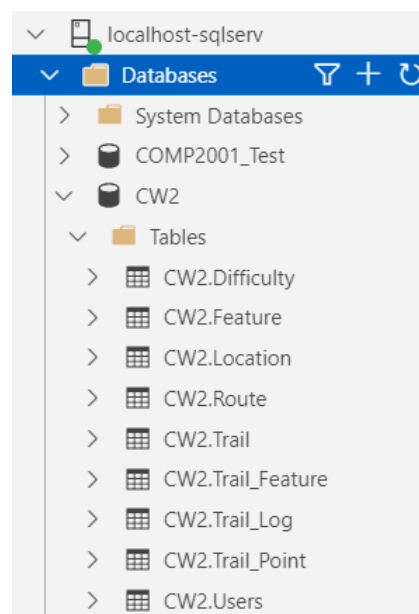 localhost-sqlserv
Databases
System Databases
COMP2001_Test
CW2
Tables
CW2.Difficulty
CW2.Feature
CW2.Location
CW2.Route
CW2.Trail
CW2.Trail_Feature
CW2.Trail_Log
CW2.Trail_Point
CW2.Users